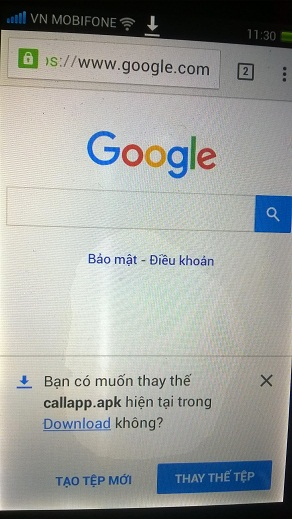 VN MOBIFONE 11:30
s://www.google.com 2
Google
Bảo mật - Điều khoản
Bạn có muốn thay thế
callapp.apk hiện tại trong
Download không?
TẠO TỆP MỚI THAY THẾ TỆP